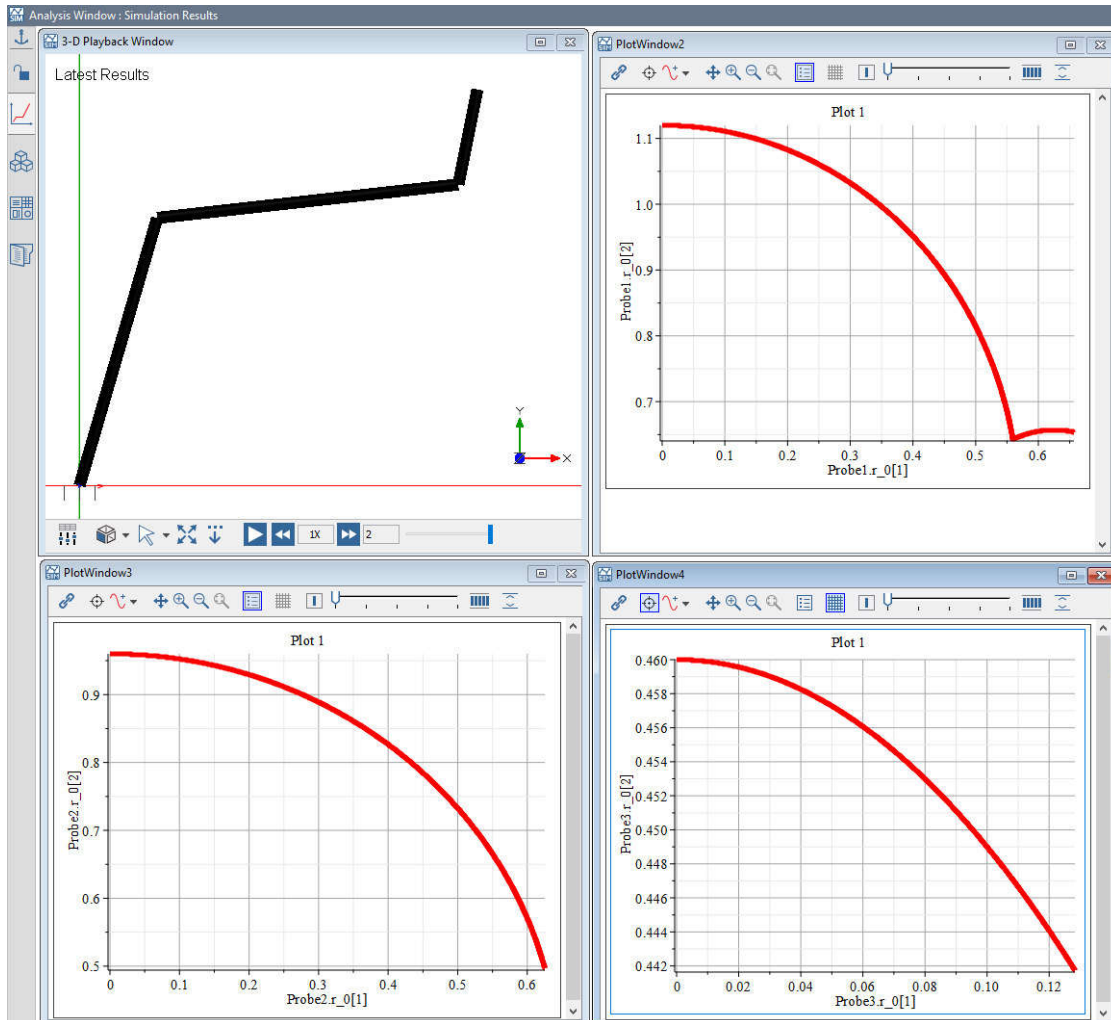 Analysis Window : Simulation Results
3-D Playback Window
Latest Results
Y
X
1X
2
PlotWindow2
Plot 1
1.1
1.0
0.9
0.8
0.7
Probe1.r_0[2]
0
0.1
0.2
0.3
0.4
0.5
0.6
Probe1.r_0[1]
PlotWindow3
Plot 1
0.9
0.8
0.7
0.6
0.5
Probe2.r_0[2]
0
0.1
0.2
0.3
0.4
0.5
0.6
Probe2.r_0[1]
PlotWindow4
Plot 1
0.460
0.458
0.456
0.454
0.452
0.450
0.448
0.446
0.444
0.442
Probe3.r_0[2]
0
0.02
0.04
0.06
0.08
0.10
0.12
Probe3.r_0[1]